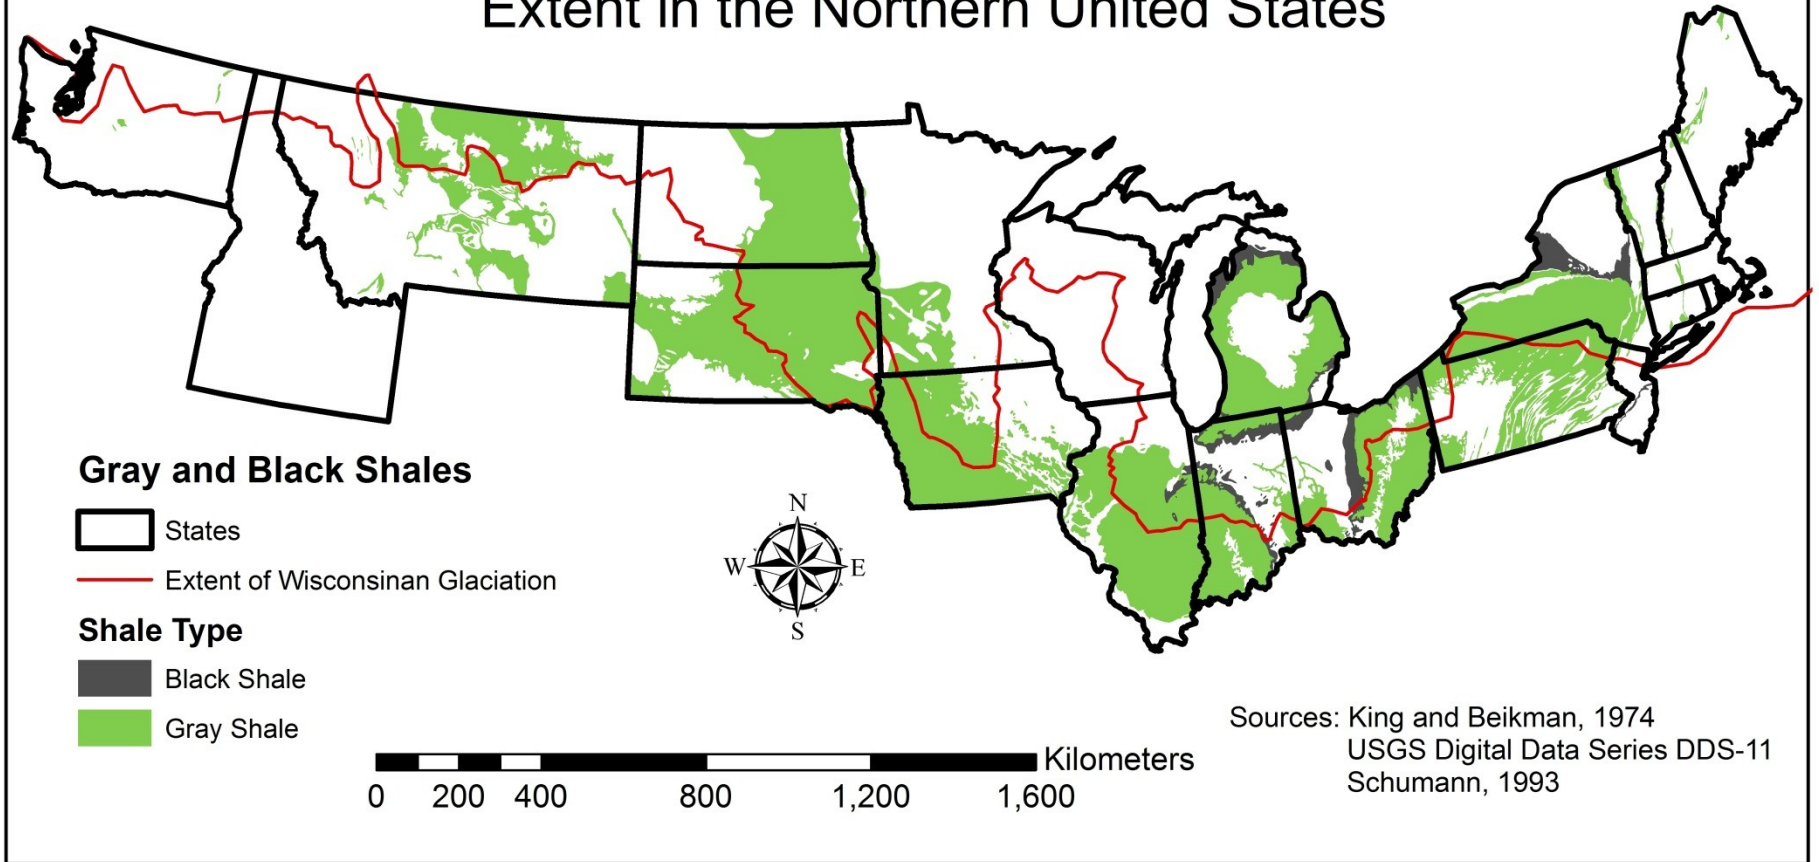 Extent in the Northern United States
Gray and Black Shales
States
Extent of Wisconsinan Glaciation
Shale Type
Black Shale
Gray Shale
N
W E
S
Kilometers
0 200 400 800 1,200 1,600
Sources: King and Beikman, 1974
USGS Digital Data Series DDS-11
Schumann, 1993